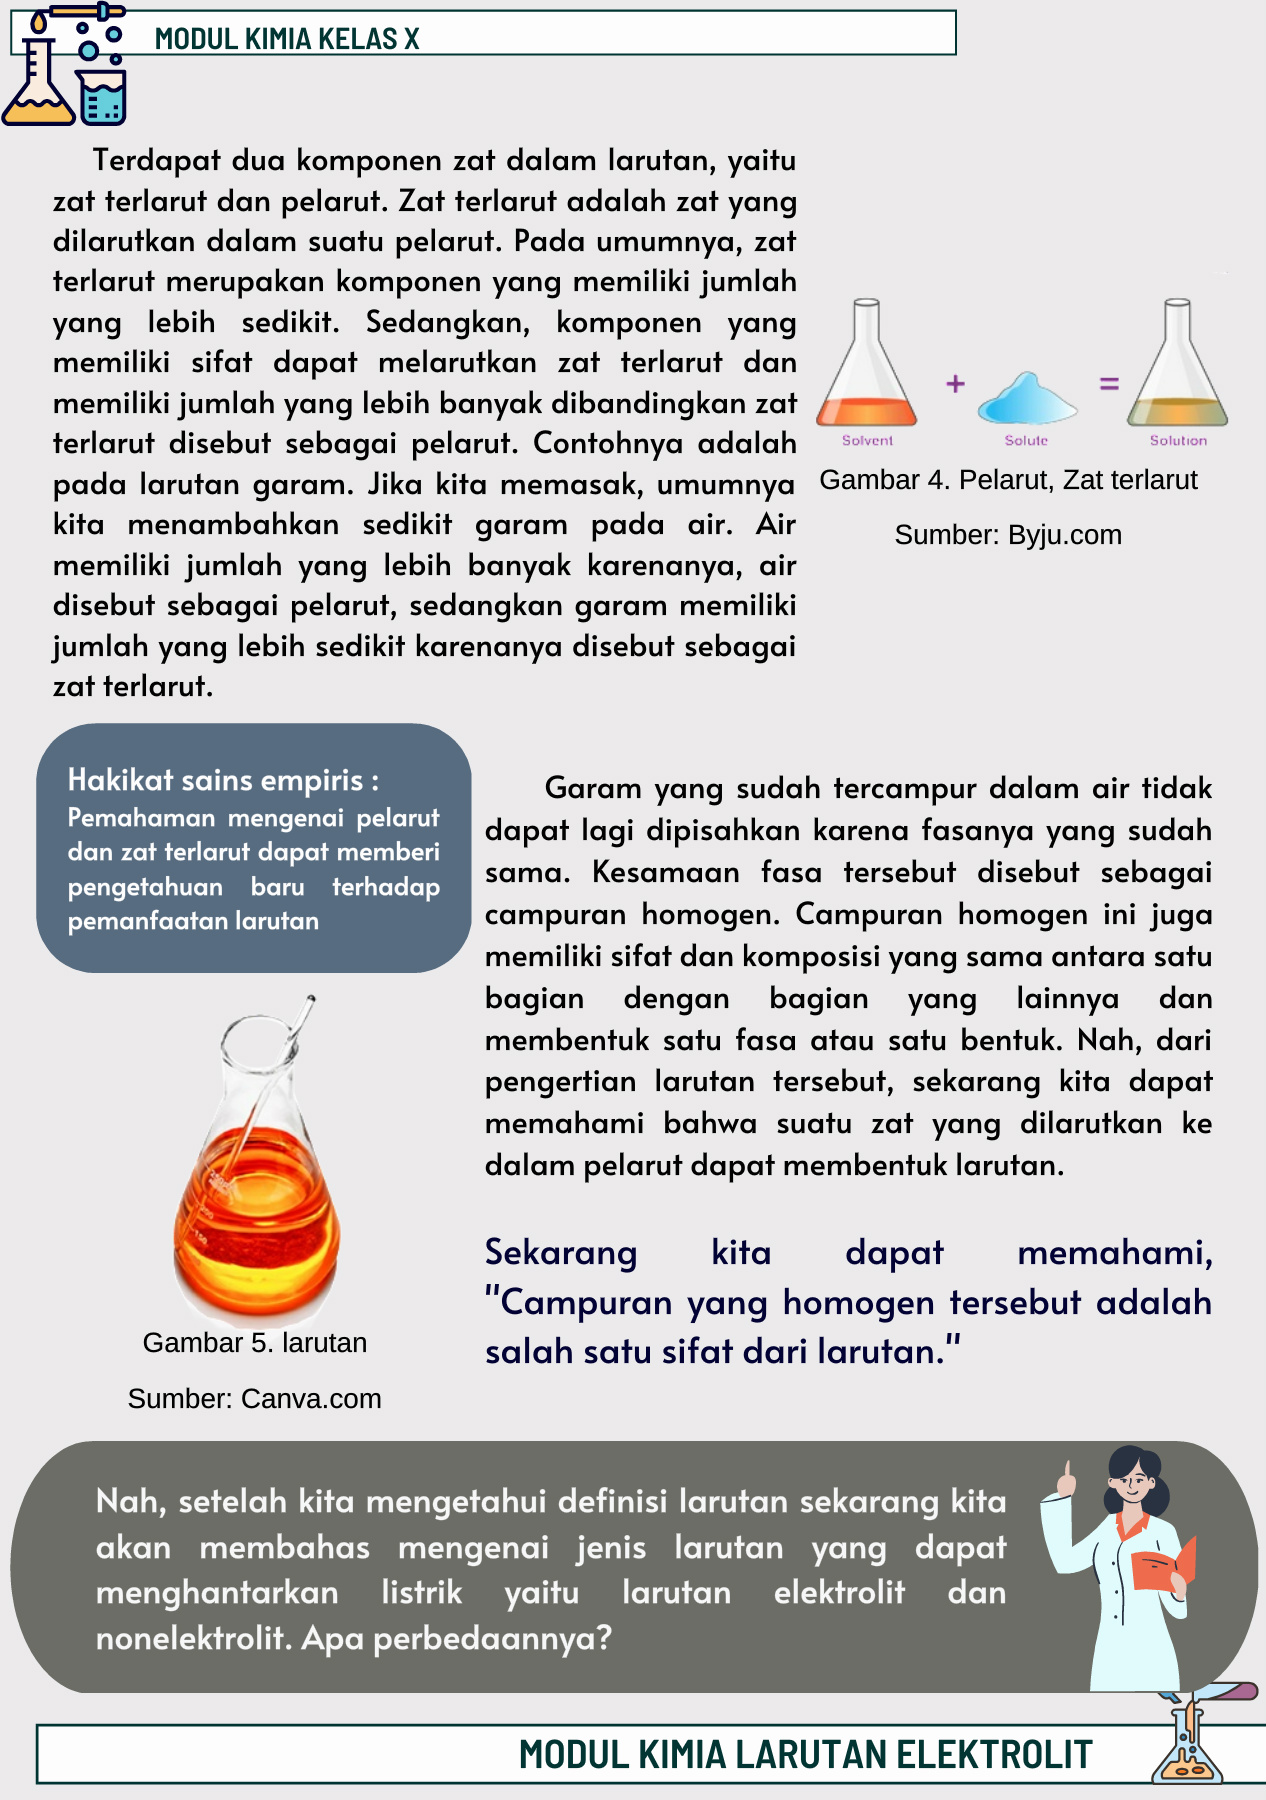 MODUL KIMIA KELAS X
Terdapat dua komponen zat dalam larutan, yaitu
zat terlarut dan pelarut. Zat terlarut adalah zat yang
dilarutkan dalam suatu pelarut. Pada umumnya, zat
terlarut merupakan komponen yang memiliki jumlah
yang lebih sedikit. Sedangkan, komponen yang
memiliki sifat dapat melarutkan zat terlarut dan
memiliki jumlah yang lebih banyak dibandingkan zat
terlarut disebut sebagai pelarut. Contohnya adalah
pada larutan garam. Jika kita memasak, umumnya
kita menambahkan sedikit garam pada air. Air
memiliki jumlah yang lebih banyak karenanya, air
disebut sebagai pelarut, sedangkan garam memiliki
jumlah yang lebih sedikit karenanya disebut sebagai
zat terlarut.
+ =
Solvent Solute Solution
Gambar 4. Pelarut, Zat terlarut
Sumber: Byju.com
Hakikat sains empiris :
Pemahaman mengenai pelarut
dan zat terlarut dapat memberi
pengetahuan baru terhadap
pemanfaatan larutan
Gambar 5. larutan
Sumber: Canva.com
Garam yang sudah tercampur dalam air tidak
dapat lagi dipisahkan karena fasanya yang sudah
sama. Kesamaan fasa tersebut disebut sebagai
campuran homogen. Campuran homogen ini juga
memiliki sifat dan komposisi yang sama antara satu
bagian dengan bagian yang lainnya dan
membentuk satu fasa atau satu bentuk. Nah, dari
pengertian larutan tersebut, sekarang kita dapat
memahami bahwa suatu zat yang dilarutkan ke
dalam pelarut dapat membentuk larutan.
Sekarang kita dapat memahami,
"Campuran yang homogen tersebut adalah
salah satu sifat dari larutan."
Nah, setelah kita mengetahui definisi larutan sekarang kita
akan membahas mengenai jenis larutan yang dapat
menghantarkan listrik yaitu larutan elektrolit dan
nonelektrolit. Apa perbedaannya?
MODUL KIMIA LARUTAN ELEKTROLIT